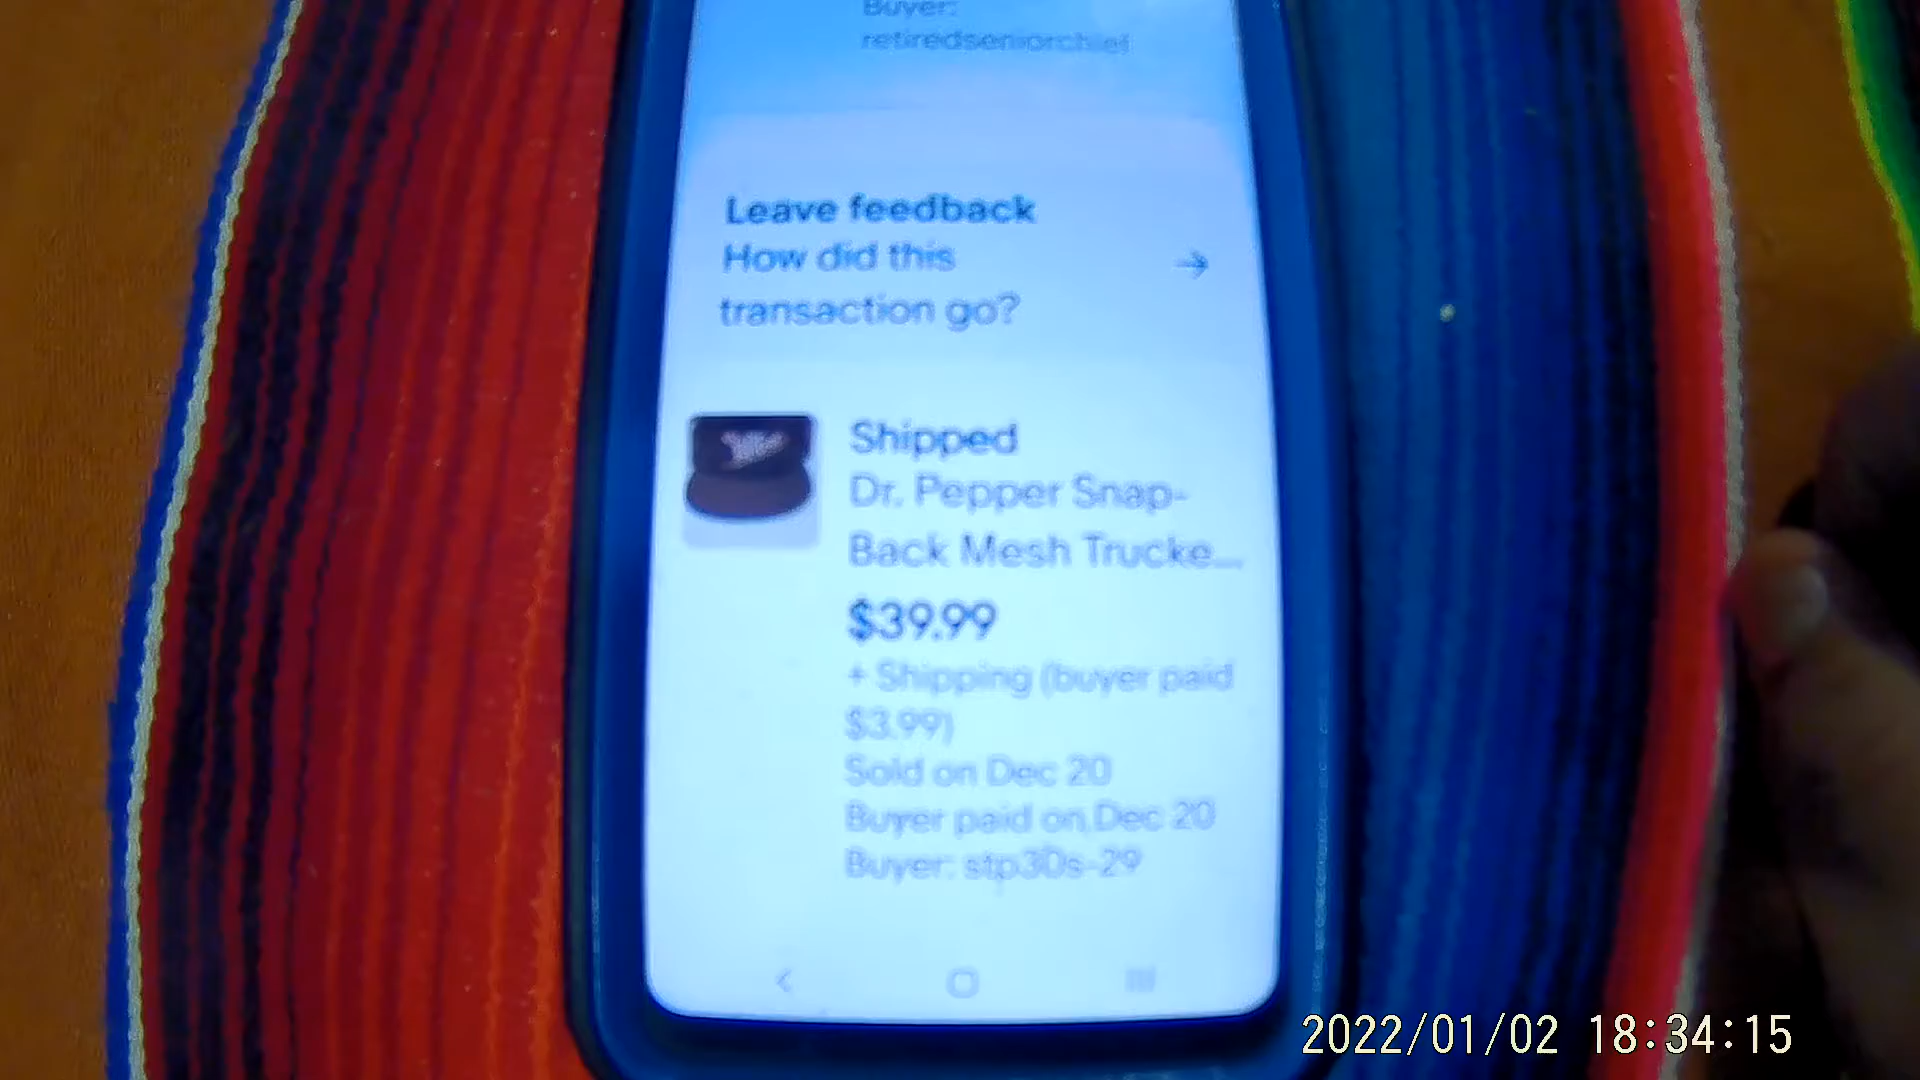 Buyer:
retiredseniorchief
Leave feedback
How did this
transaction go?
Shipped
Dr. Pepper Snap-
Back Mesh Trucke...
$39.99
+ Shipping (buyer paid
$3.99)
Sold on Dec 20
Buyer paid on Dec 20
Buyer: stp30s-29
2022/01/02 18:34:15